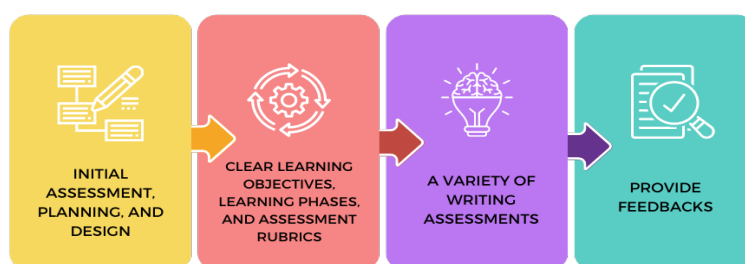 INITIAL
ASSESSMENT,
PLANNING, AND
DESIGN
CLEAR LEARNING
OBJECTIVES,
LEARNING PHASES,
AND ASSESSMENT
RUBRICS
A VARIETY OF
WRITING
ASSESSMENTS
PROVIDE
FEEDBACKS